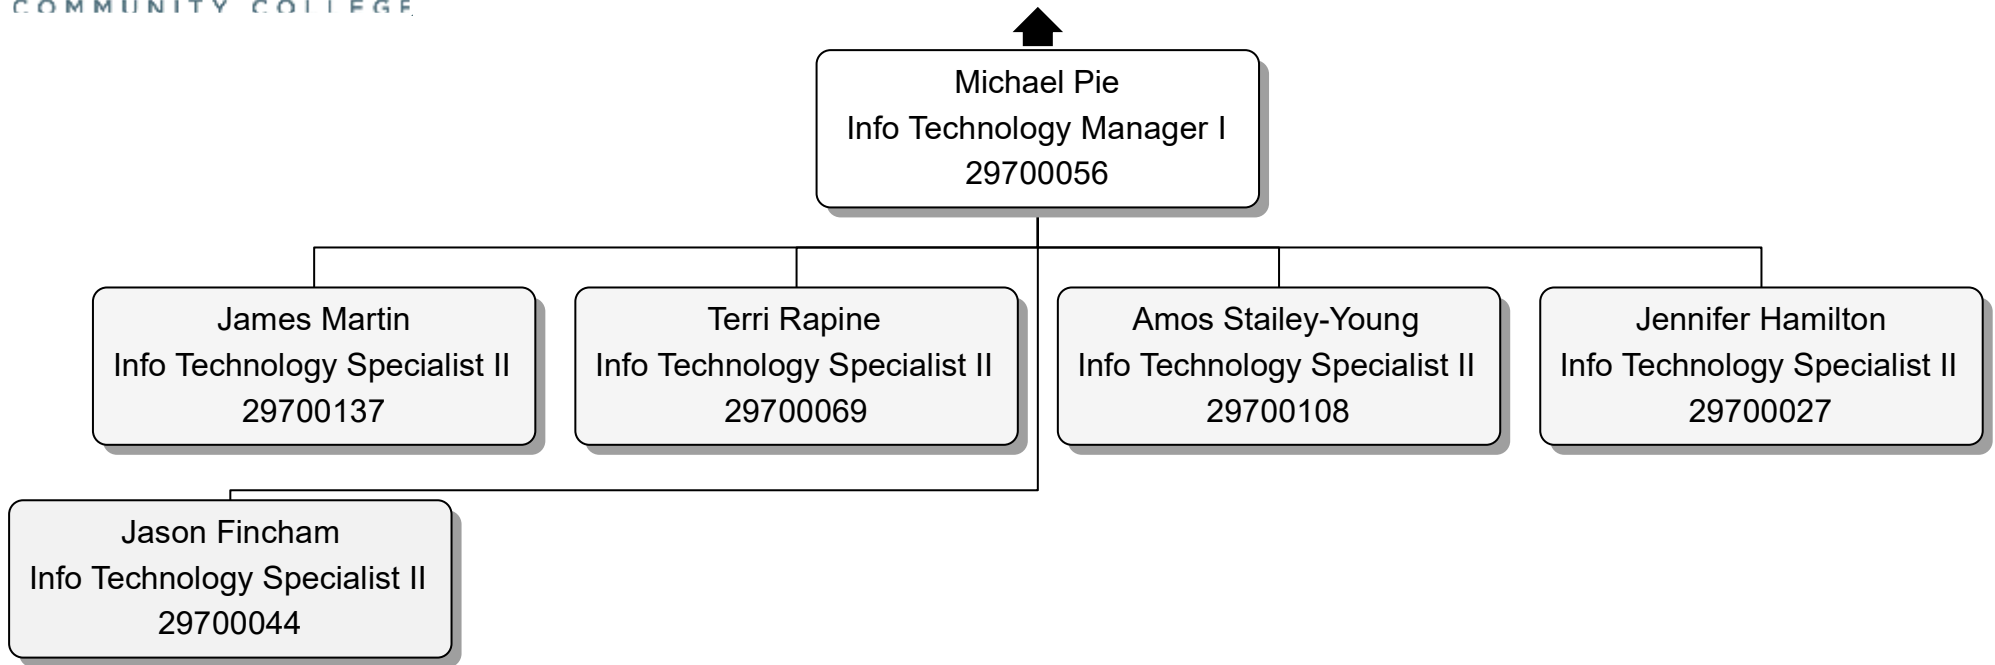 COMMUNITY COLLEGE
Michael Pie
Info Technology Manager I
29700056
James Martin
Info Technology Specialist II
29700137
Terri Rapine
Info Technology Specialist II
29700069
Amos Stailey-Young
Info Technology Specialist II
29700108
Jennifer Hamilton
Info Technology Specialist II
29700027
Jason Fincham
Info Technology Specialist II
29700044